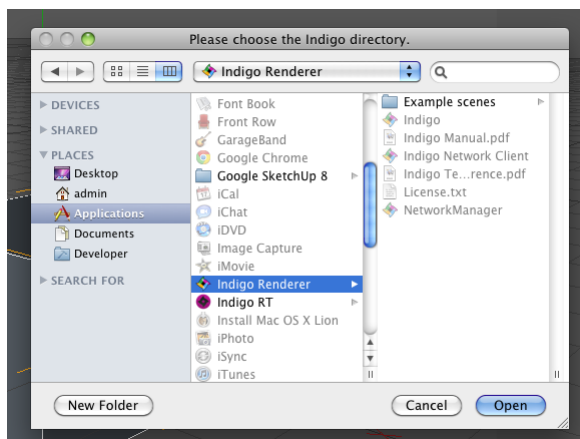 Please choose the Indigo directory.
Indigo Renderer
DEVICES
SHARED
PLACES
Desktop
admin
Applications
Documents
Developer
SEARCH FOR
Font Book
Front Row
GarageBand
Google Chrome
Google SketchUp 8
iCal
iChat
iDVD
Image Capture
iMovie
Indigo Renderer
Indigo RT
Install Mac OS X Lion
iPhoto
iSync
iTunes
Example scenes
Indigo
Indigo Manual.pdf
Indigo Network Client
Indigo Te...rence.pdf
License.txt
NetworkManager
New Folder
Cancel
Open